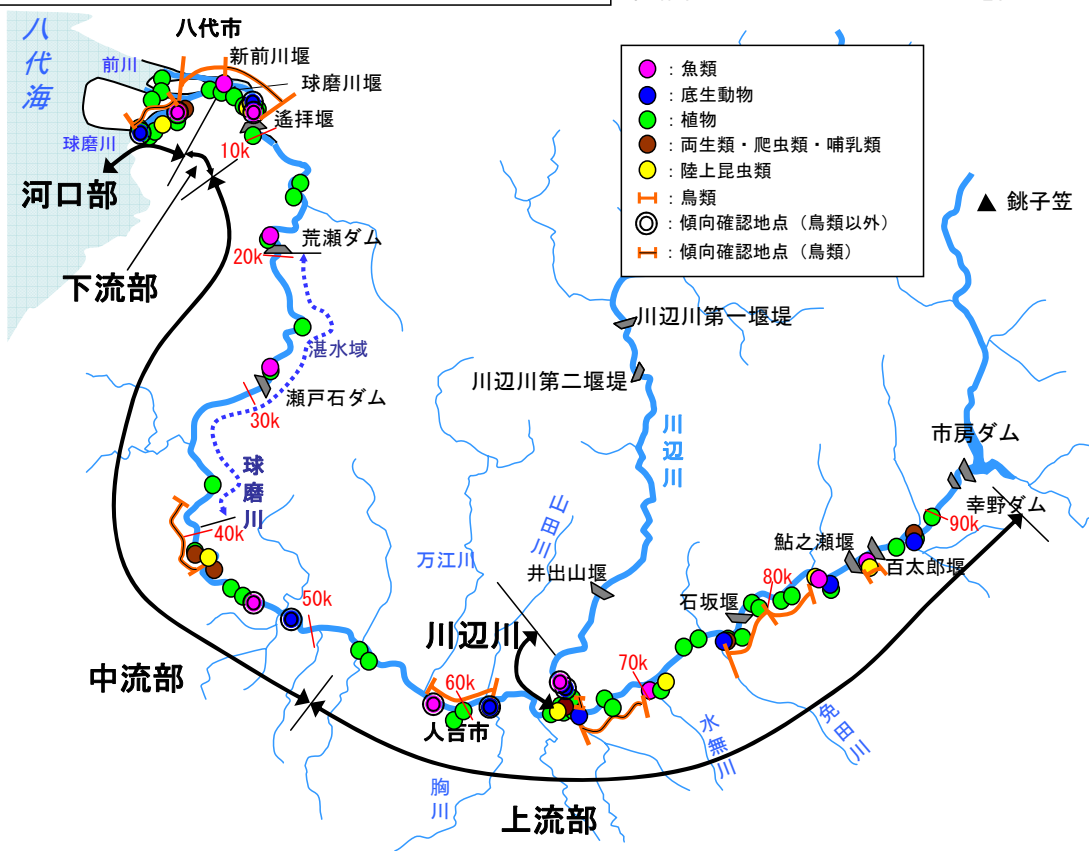 八代海
八代市
新前川堰
前川
球磨川堰
遙拝堰
球磨川
10k
河口部
下流部
荒瀬ダム
20k
湛水域
瀬戸石ダム
30k
球磨川
40k
中流部
50k
万江川
山田川
60k
人吉市
胸川
上流部
川辺川
井出山堰
川辺川
川辺川第一堰堤
川辺川第二堰堤
70k
水無川
免田川
石坂堰
80k
鮎之瀬堰
百太郎堰
90k
幸野ダム
市房ダム
▲ 銚子笠
：魚類
：底生動物
：植物
：両生類・爬虫類・哺乳類
：陸上昆虫類
：鳥類
：傾向確認地点（鳥類以外）
：傾向確認地点（鳥類）